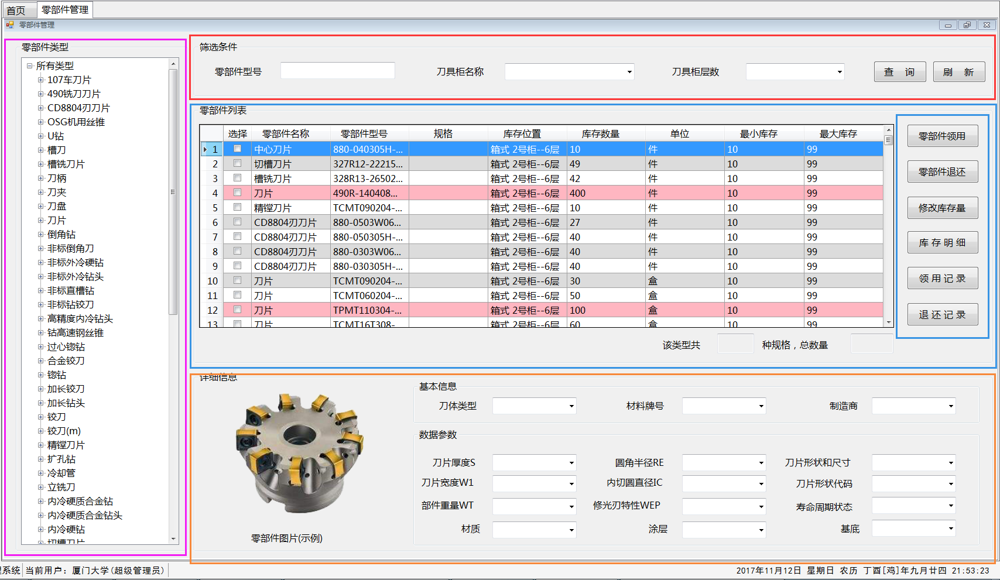 首页 零部件管理
零部件管理
零部件类型
所有类型
107车刀片
490铣刀刀片
CD8804刃刀片
OSG机用丝锥
U钻
槽刀
槽铣刀片
刀柄
刀夹
刀盘
刀片
倒角钻
非标倒角刀
非标外冷硬钻
非标外冷钻头
非标直槽钻
非标钻铰刀
高精度内冷钻头
钴高速钢丝锥
过心锪钻
合金铰刀
锪钻
加长铰刀
加长钻头
铰刀
铰刀(m)
精镗刀片
扩孔钻
冷却管
立铣刀
内冷硬质合金钻
内冷硬质合金钻头
内冷硬钻
切槽刀片
筛选条件
零部件型号 刀具柜名称 刀具柜层数 查 询 刷 新
零部件列表
选择 零部件名称 零部件型号 规格 库存位置 库存数量 单位 最小库存 最大库存
1 中心刀片 880-040305H-... 箱式 2号柜--6层 10 件 10 99
2 切槽刀片 327R12-22215... 箱式 2号柜--6层 49 件 10 99
3 槽铣刀片 328R13-26502... 箱式 2号柜--6层 42 件 10 99
4 刀片 490R-140408... 箱式 2号柜--6层 400 件 10 99
5 精镗刀片 TCMT090204-... 箱式 2号柜--6层 10 件 10 99
6 CD8804刃刀片 880-0503W06... 箱式 2号柜--6层 27 件 10 99
7 CD8804刃刀片 880-050305H-... 箱式 2号柜--6层 40 件 10 99
8 CD8804刃刀片 880-0303W06... 箱式 2号柜--6层 40 件 10 99
9 CD8804刃刀片 880-030305H-... 箱式 2号柜--6层 40 件 10 99
10 刀片 TCMT090204-... 箱式 2号柜--6层 30 盒 10 99
11 刀片 TCMT060204-... 箱式 2号柜--6层 50 盒 10 99
12 刀片 TPMT110304-... 箱式 2号柜--6层 100 盒 10 99
13 刀片 TCMT16T308- 箱式 2号柜--6层 60 盒 10 99
该类型共 种规格，总数量
零部件领用
零部件退还
修改库存量
库 存 明 细
领 用 记 录
退 还 记 录
详细信息
零部件图片(示例)
基本信息
刀体类型 材料牌号 制造商
数据参数
刀片厚度S 圆角半径RE 刀片形状和尺寸
刀片宽度W1 内切圆直径IC 刀片形状代码
部件重量WT 修光刃特性WEP 寿命周期状态
材质 涂层 基底
系统 当前用户：厦门大学(超级管理员) 2017年11月12日 星期日 农历 丁酉[鸡]年九月廿四 21:53:23